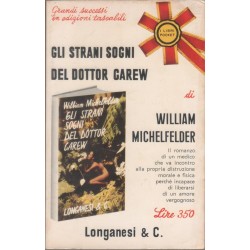 Grandi successi
in edizioni tascabili
I LIBRI
POCKET
GLI STRANI SOGNI
DEL DOTTOR CAREW
di
WILLIAM
MICHELFELDER
William Michelfelder
GLI STRANI
SOGNI
DEL DOTTOR
CAREW
LONGANESI & C.
Il romanzo
di un medico
che va incontro
alla propria distruzione
morale e fisica
perché incapace
di liberarsi
di un amore
vergognoso
Lire 350
Longanesi & C.